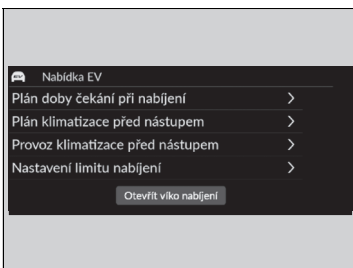 Nabídka EV
Plán doby čekání při nabíjení
Plán klimatizace před nástupem
Provoz klimatizace před nástupem
Nastavení limitu nabíjení
Otevřít víko nabíjení